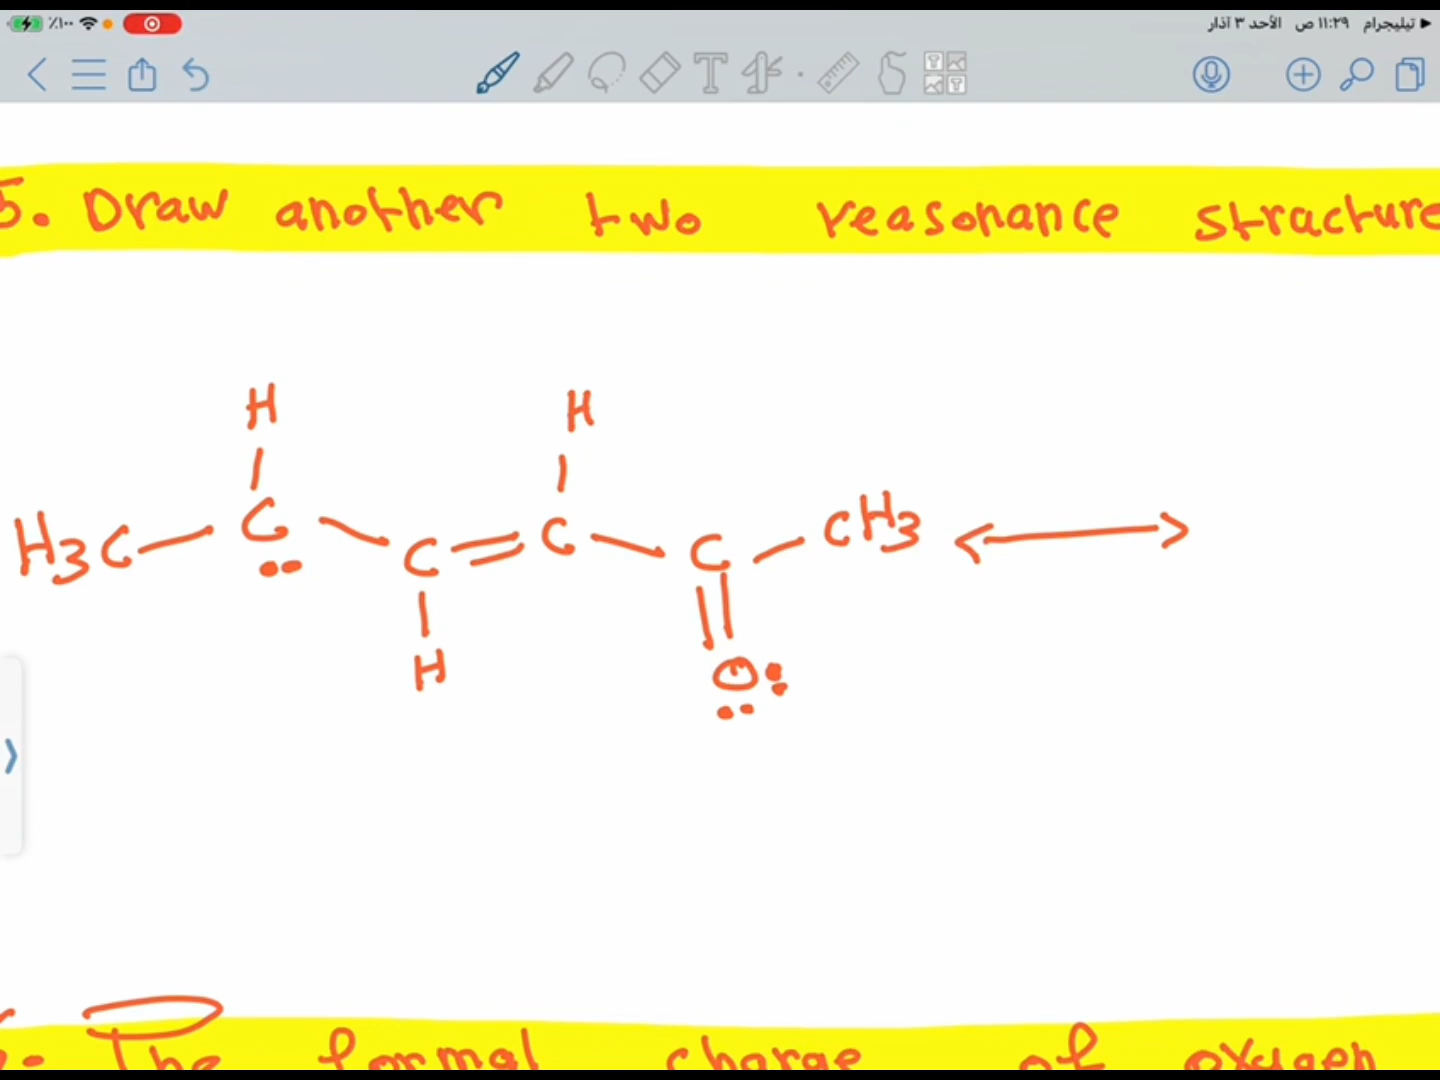 ١٠٠٪ ١١:٢٩ ص الأحد ٣ آذار تيليجرام
5. Draw another two reasonance structure
H H
H3C C C C C CH3
H O
The formal charge of oxygen